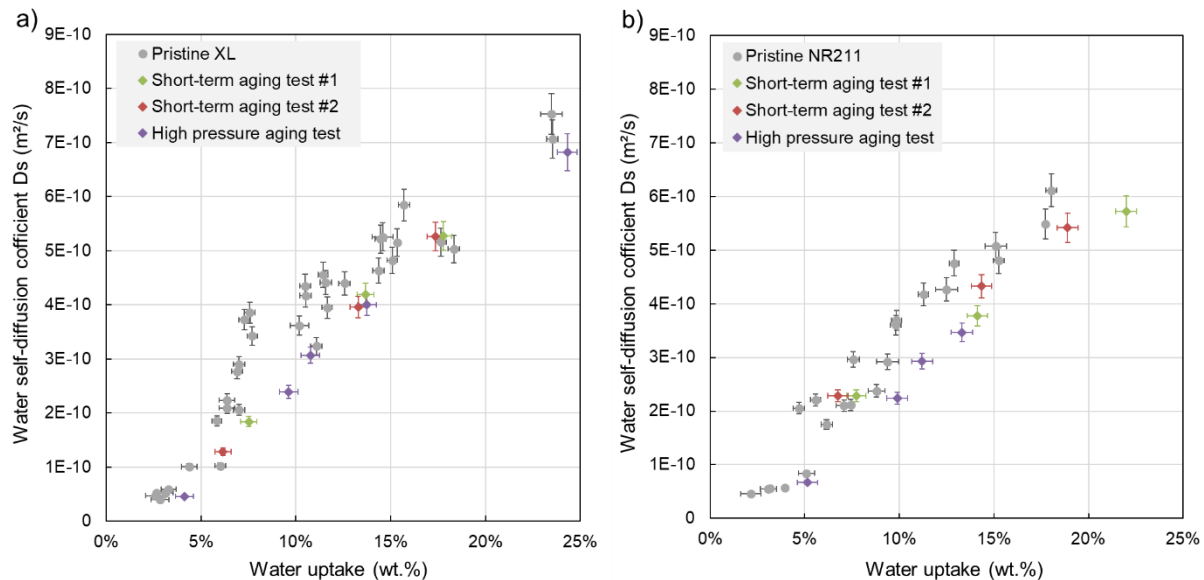 a)
9E-10
8E-10
7E-10
6E-10
5E-10
4E-10
3E-10
2E-10
1E-10
0
Water self-diffusion cofficient Ds (m²/s)
Pristine XL
Short-term aging test #1
Short-term aging test #2
High pressure aging test
0% 5% 10% 15% 20% 25%
Water uptake (wt.%)
b)
9E-10
8E-10
7E-10
6E-10
5E-10
4E-10
3E-10
2E-10
1E-10
0
Water self-diffusion cofficient Ds (m²/s)
Pristine NR211
Short-term aging test #1
Short-term aging test #2
High pressure aging test
0% 5% 10% 15% 20% 25%
Water uptake (wt.%)